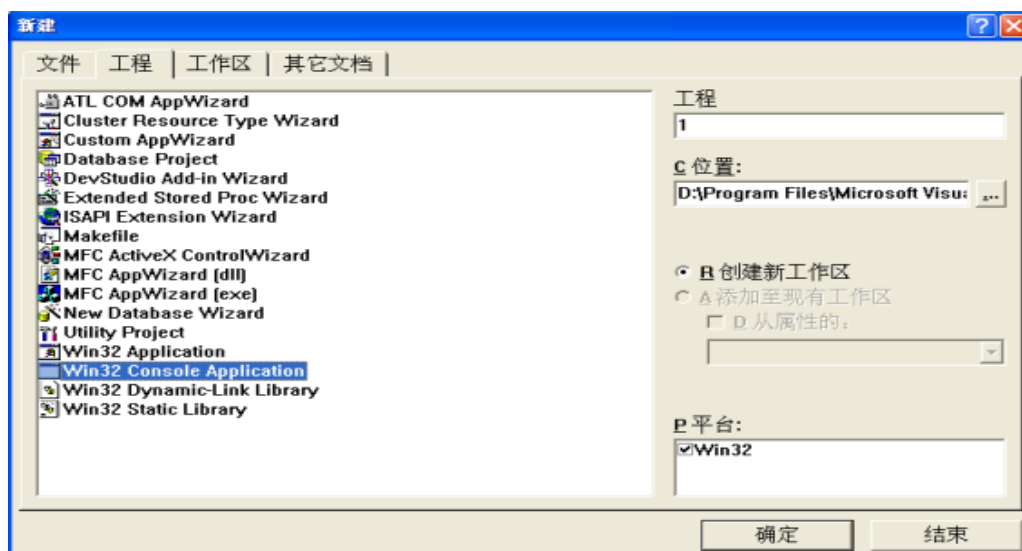 新建
文件 工程 工作区 其它文档
ATL COM AppWizard
Cluster Resource Type Wizard
Custom AppWizard
Database Project
DevStudio Add-in Wizard
Extended Stored Proc Wizard
ISAPI Extension Wizard
Makefile
MFC ActiveX ControlWizard
MFC AppWizard (dll)
MFC AppWizard (exe)
New Database Wizard
Utility Project
Win32 Application
Win32 Console Application
Win32 Dynamic-Link Library
Win32 Static Library
工程
1
C 位置:
D:\Program Files\Microsoft Visu
...
R 创建新工作区
A 添加至现有工作区
D 从属性的:
P 平台:
Win32
确定 结束